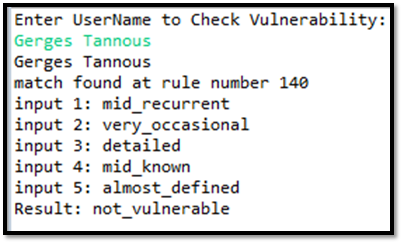 Enter UserName to Check Vulnerability:
Gerges Tannous
Gerges Tannous
match found at rule number 140
input 1: mid_recurrent
input 2: very_occasional
input 3: detailed
input 4: mid_known
input 5: almost_defined
Result: not_vulnerable